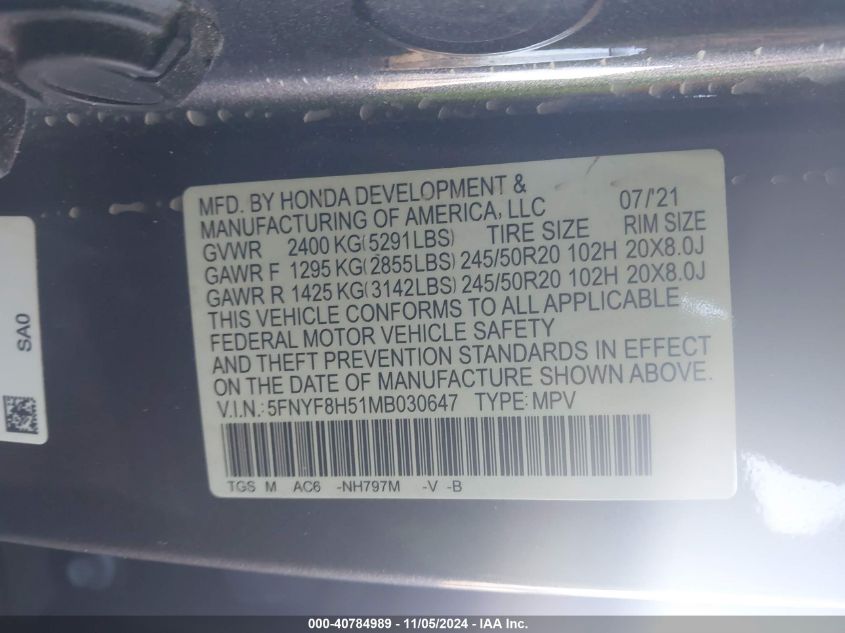 MFD. BY HONDA DEVELOPMENT & MANUFACTURING OF AMERICA, LLC 07/'21
GVWR 2400 KG(5291LBS) TIRE SIZE RIM SIZE
GAWR F 1295 KG(2855LBS) 245/50R20 102H 20X8.0J
GAWR R 1425 KG(3142LBS) 245/50R20 102H 20X8.0J
THIS VEHICLE CONFORMS TO ALL APPLICABLE
FEDERAL MOTOR VEHICLE SAFETY
AND THEFT PREVENTION STANDARDS IN EFFECT
ON THE DATE OF MANUFACTURE SHOWN ABOVE.
V.I.N.: 5FNYF8H51MB030647 TYPE: MPV
TGS M AC6 -NH797M -V -B
SA0
000-40784989 - 11/05/2024 - IAAI.com